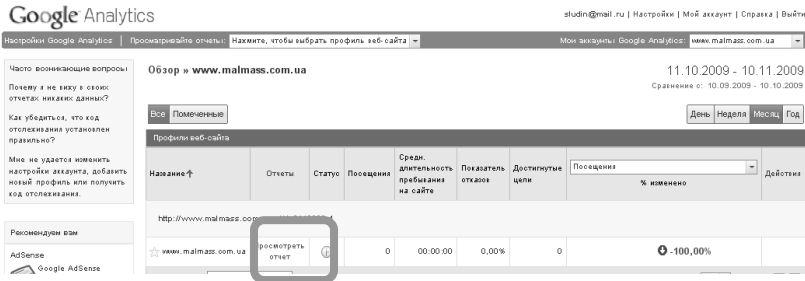 Google Analytics
sludin@mail.ru | Настройки | Мой аккаунт | Справка | Выйти
Настройки Google Analytics | Просматривайте отчеты: Нажмите, чтобы выбрать профиль веб-сайта
Мои аккаунты Google Analytics: www.malmass.com.ua
Часто возникающие вопросы
Почему я не вижу в своих
отчетах никаких данных?
Как убедиться, что код
отслеживания установлен
правильно?
Мне не удается изменить
настройки аккаунта, добавить
новый профиль или получить
код отслеживания.
Рекомендуем вам
AdSense
Google AdSense
Обзор » www.malmass.com.ua
11.10.2009 - 10.11.2009
Сравнение с: 10.09.2009 - 10.10.2009
Все Помеченные
День Неделя Месяц Год
Профили веб-сайта
Название Отчеты Статус Посещения
Средн.
длительность
пребывания
на сайте
Показатель
отказов
Достигнутые
цели
Посещения
% изменено
Действия
http://www.malmass.co
www.malmass.com.ua
Просмотреть
отчет
0 00:00:00 0,00% 0 -100,00%